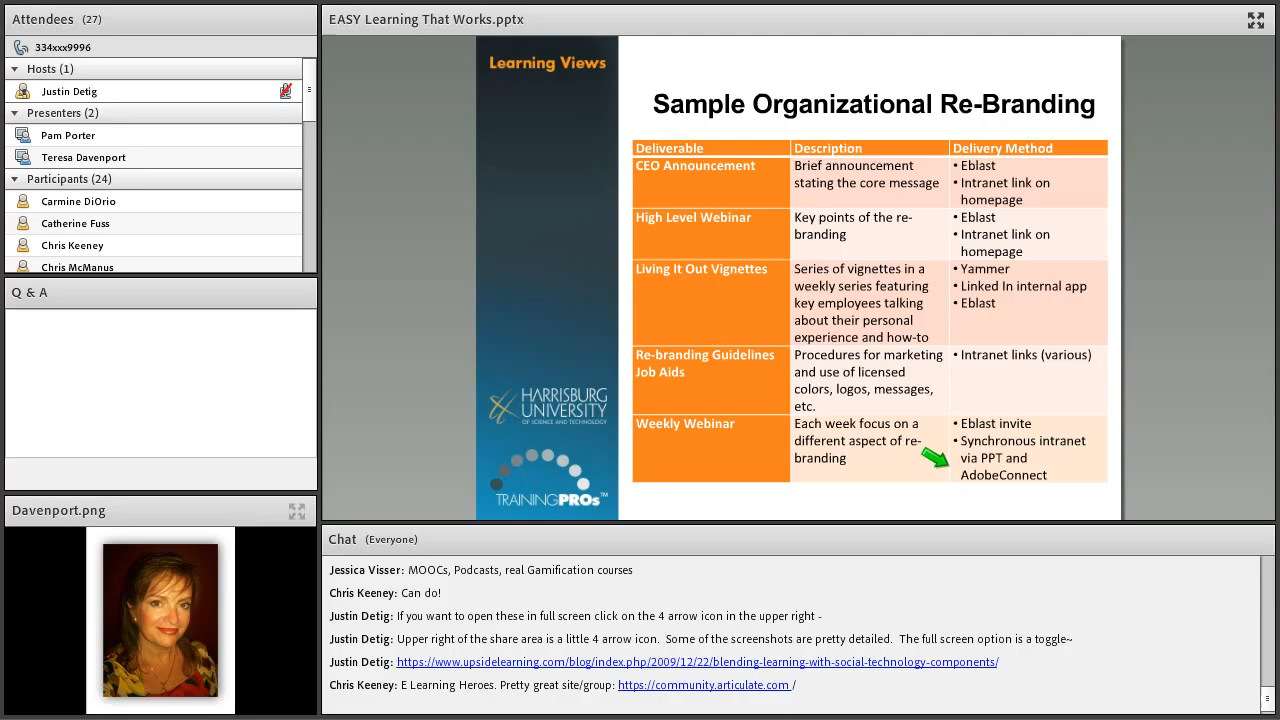 Attendees (27)
334xxx9996
Hosts (1)
Justin Detig
Presenters (2)
Pam Porter
Teresa Davenport
Participants (24)
Carmine DiOrio
Catherine Fuss
Chris Keeney
Chris McManus
Q & A
Davenport.png
EASY Learning That Works.pptx
Learning Views
HARRISBURG
UNIVERSITY
OF SCIENCE AND TECHNOLOGY
TRAININGPROs™
Sample Organizational Re-Branding
Deliverable Description Delivery Method
CEO Announcement
Brief announcement
stating the core message
• Eblast
• Intranet link on
homepage
High Level Webinar
Key points of the re-
branding
• Eblast
• Intranet link on
homepage
Living It Out Vignettes
Series of vignettes in a
weekly series featuring
key employees talking
about their personal
experience and how-to
• Yammer
• Linked In internal app
• Eblast
Re-branding Guidelines
Job Aids
Procedures for marketing
and use of licensed
colors, logos, messages,
etc.
• Intranet links (various)
Weekly Webinar
Each week focus on a
different aspect of re-
branding
• Eblast invite
• Synchronous intranet
via PPT and
AdobeConnect
Chat (Everyone)
Jessica Visser: MOOCs, Podcasts, real Gamification courses
Chris Keeney: Can do!
Justin Detig: If you want to open these in full screen click on the 4 arrow icon in the upper right -
Justin Detig: Upper right of the share area is a little 4 arrow icon. Some of the screenshots are pretty detailed. The full screen option is a toggle~
Justin Detig: https://www.upsidelearning.com/blog/index.php/2009/12/22/blending-learning-with-social-technology-components/
Chris Keeney: E Learning Heroes. Pretty great site/group: https://community.articulate.com /